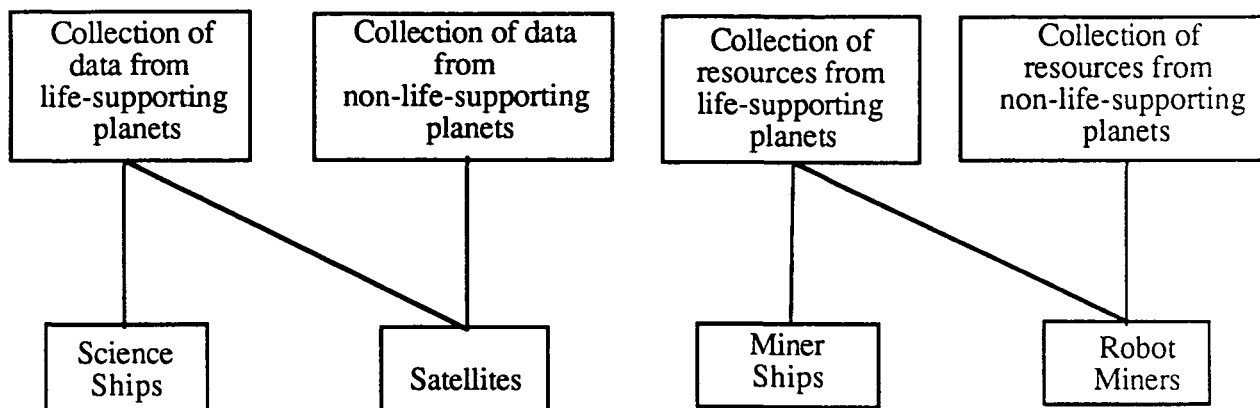 Collection of
data from
life-supporting
planets
Collection of data
from
non-life-supporting
planets
Collection of
resources from
life-supporting
planets
Collection of
resources from
non-life-supporting
planets
Science
Ships
Satellites
Miner
Ships
Robot
Miners